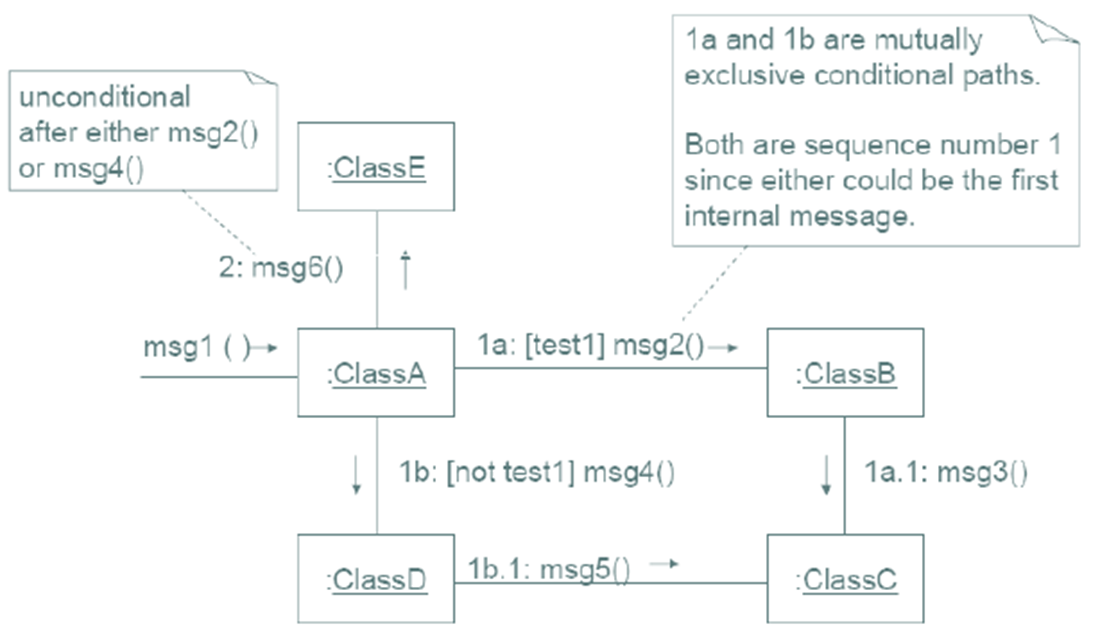 1a and 1b are mutually
exclusive conditional paths.
Both are sequence number 1
since either could be the first
internal message.
unconditional
after either msg2()
or msg4()
:ClassE
2: msg6()
msg1 ( )
:ClassA
1a: [test1] msg2()
:ClassB
1b: [not test1] msg4()
1a.1: msg3()
:ClassD
1b.1: msg5()
:ClassC